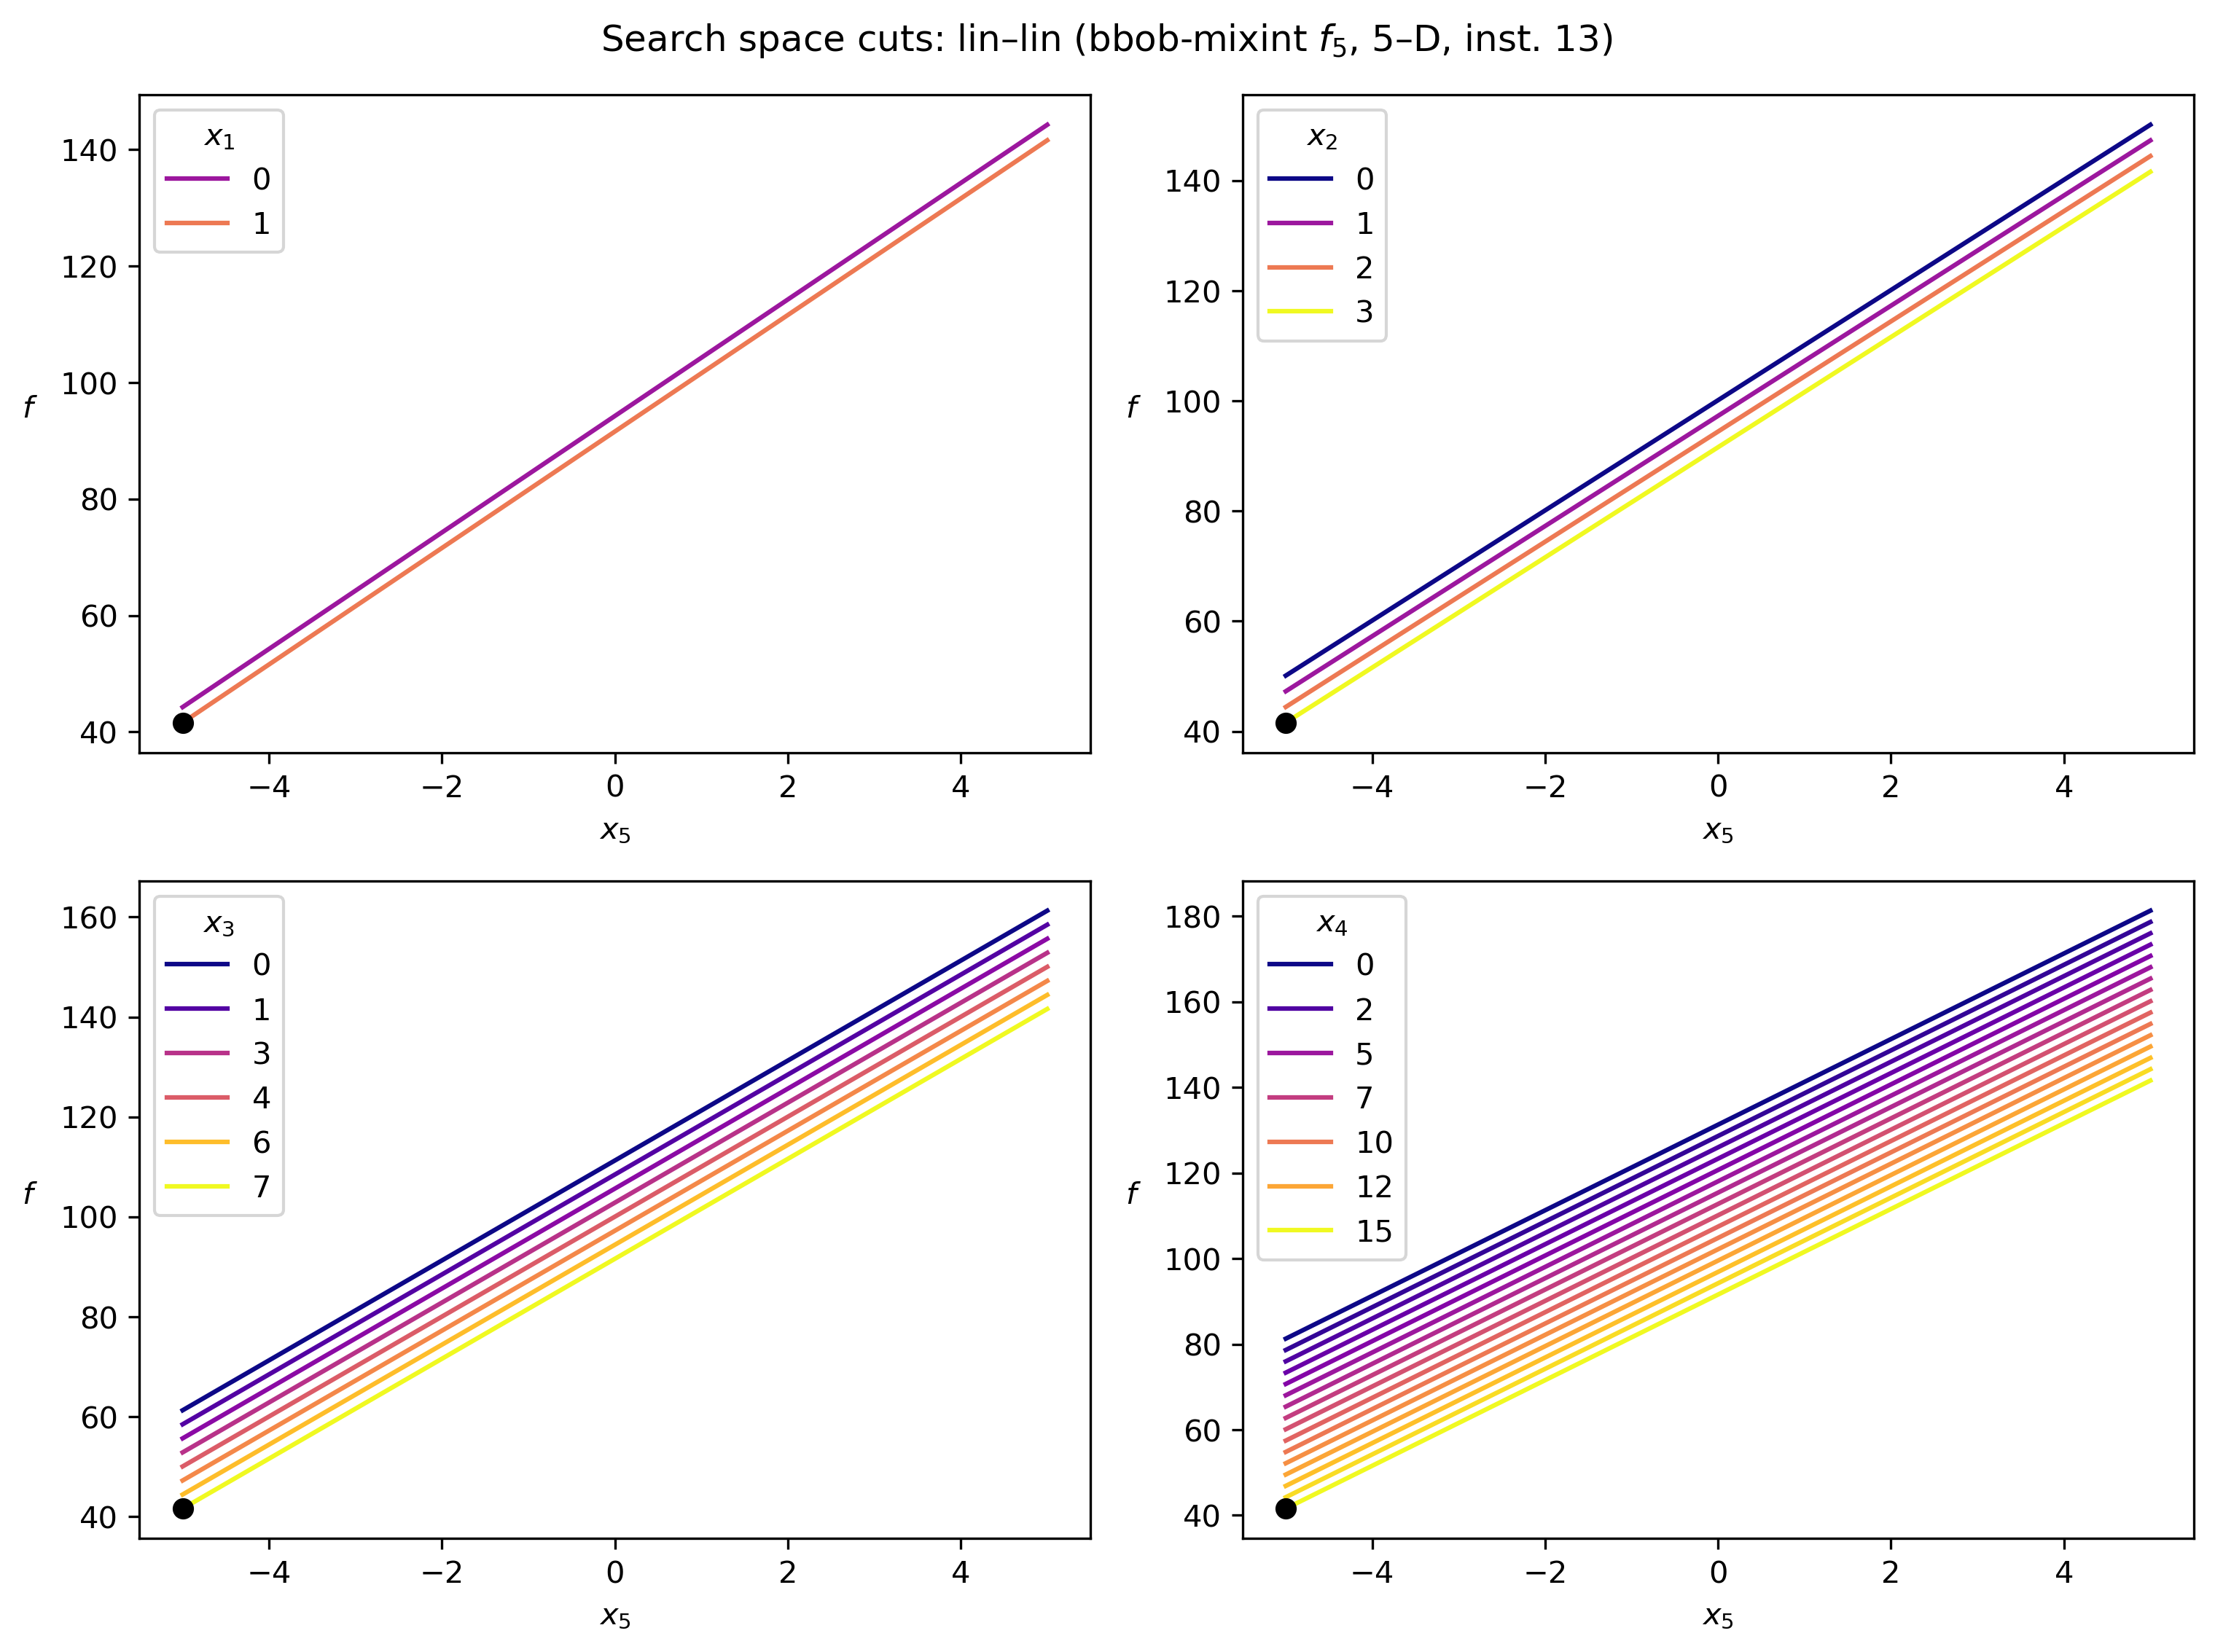 Search space cuts: lin–lin (bbob-mixint f₅, 5–D, inst. 13)
x₁
0
1
140
120
100
80
60
40
f
−4 −2 0 2 4
x₅
x₂
0
1
2
3
140
120
100
80
60
40
f
−4 −2 0 2 4
x₅
x₃
0
1
3
4
6
7
160
140
120
100
80
60
40
f
−4 −2 0 2 4
x₅
x₄
0
2
5
7
10
12
15
180
160
140
120
100
80
60
40
f
−4 −2 0 2 4
x₅